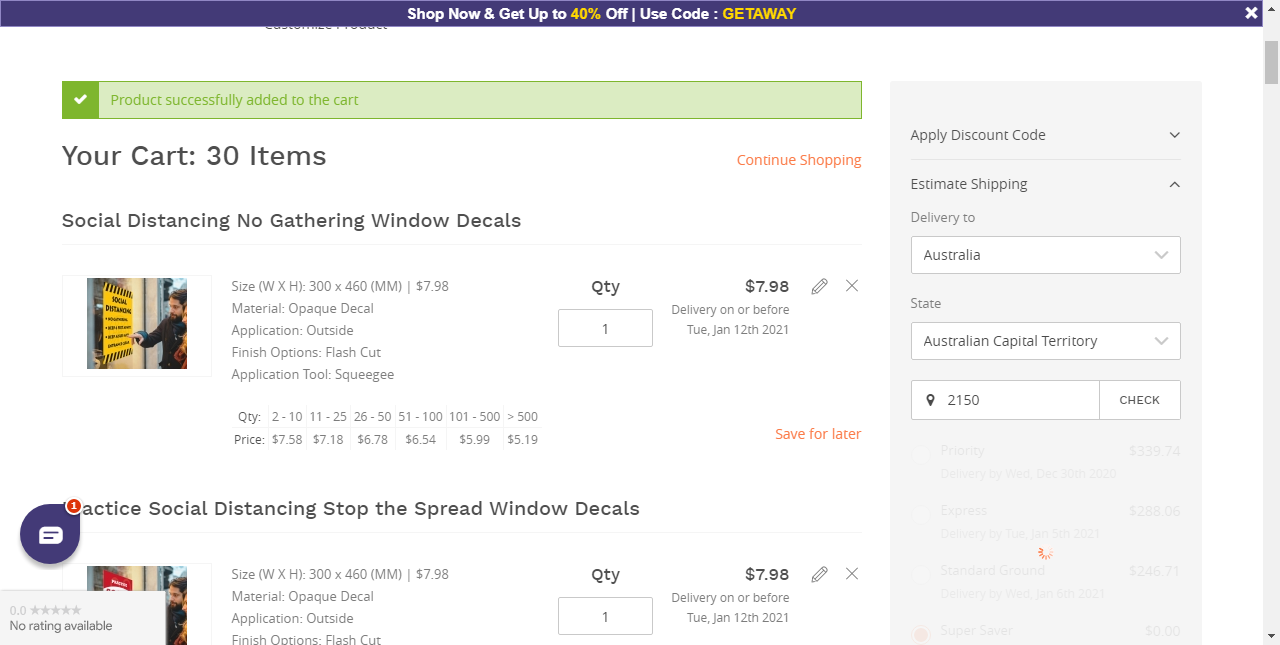 Shop Now & Get Up to 40% Off | Use Code : GETAWAY
Customize Product
Product successfully added to the cart
Your Cart: 30 Items
Continue Shopping
Social Distancing No Gathering Window Decals
Size (W X H): 300 x 460 (MM) | $7.98
Material: Opaque Decal
Application: Outside
Finish Options: Flash Cut
Application Tool: Squeegee
Qty
1
$7.98
Delivery on or before
Tue, Jan 12th 2021
SOCIAL
DISTANCING
Qty: 2 - 10 11 - 25 26 - 50 51 - 100 101 - 500 > 500
Price: $7.58 $7.18 $6.78 $6.54 $5.99 $5.19
Save for later
Practice Social Distancing Stop the Spread Window Decals
Size (W X H): 300 x 460 (MM) | $7.98
Material: Opaque Decal
Application: Outside
Finish Options: Flash Cut
Qty
1
$7.98
Delivery on or before
Tue, Jan 12th 2021
1
0.0
No rating available
Apply Discount Code
Estimate Shipping
Delivery to
Australia
State
Australian Capital Territory
2150
CHECK
Priority $339.74
Delivery by Wed, Dec 30th 2020
Express $288.06
Delivery by Tue, Jan 5th 2021
Standard Ground $246.71
Delivery by Wed, Jan 6th 2021
Super Saver $0.00